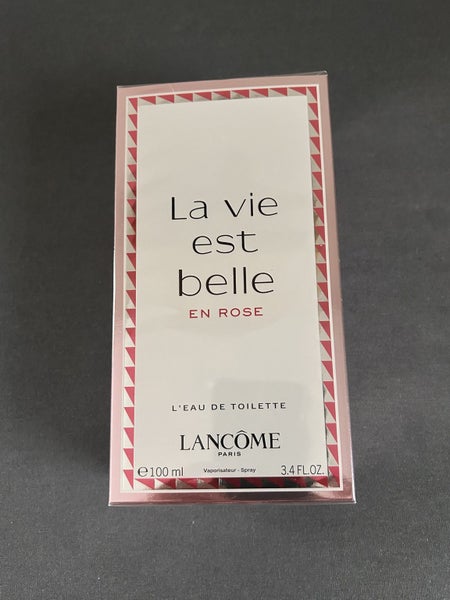 La vie
est
belle
EN ROSE
L'EAU DE TOILETTE
LANCÔME
PARIS
℮100 ml Vaporisateur - Spray 3.4 FL.OZ.